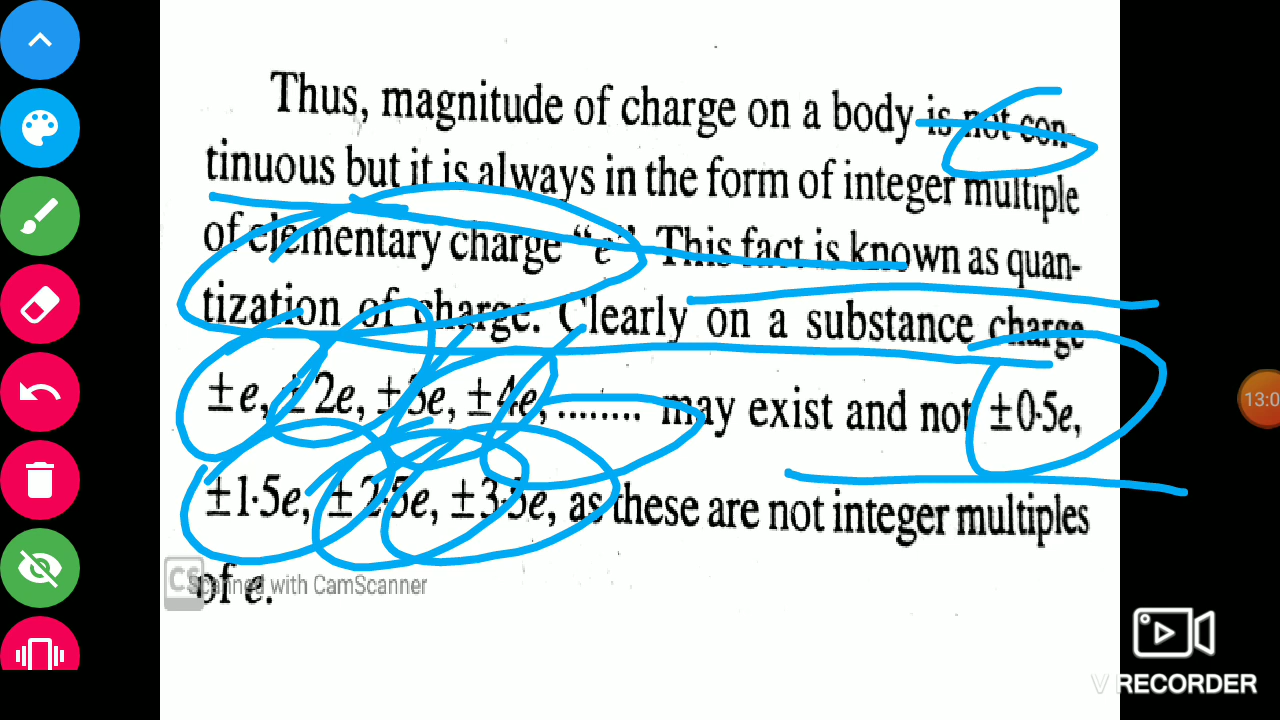 Thus, magnitude of charge on a body is not con-
tinuous but it is always in the form of integer multiple
of elementary charge “e”. This fact is known as quan-
tization of charge. Clearly on a substance charge
±e, ±2e, ±3e, ±4e, ........ may exist and not ±0·5e,
13:0
±1·5e, ±2·5e, ±3·5e, as these are not integer multiples
of e.
CS Scanned with CamScanner
V RECORDER